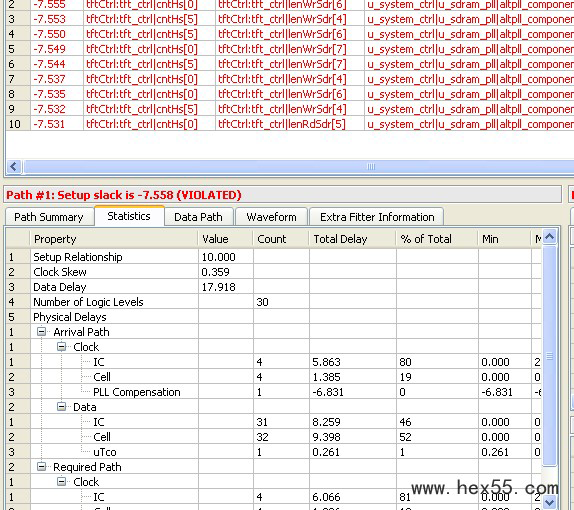 2 -7.555 tftCtrl:tft_ctrl|cntHs[0] tftCtrl:tft_ctrl|lenWrSdr[6] u_system_ctrl|u_sdram_pll|altpll_componen
3 -7.553 tftCtrl:tft_ctrl|cntHs[5] tftCtrl:tft_ctrl|lenWrSdr[6] u_system_ctrl|u_sdram_pll|altpll_componen
4 -7.550 tftCtrl:tft_ctrl|cntHs[5] tftCtrl:tft_ctrl|lenWrSdr[6] u_system_ctrl|u_sdram_pll|altpll_componen
5 -7.549 tftCtrl:tft_ctrl|cntHs[0] tftCtrl:tft_ctrl|lenWrSdr[7] u_system_ctrl|u_sdram_pll|altpll_componen
6 -7.544 tftCtrl:tft_ctrl|cntHs[5] tftCtrl:tft_ctrl|lenWrSdr[7] u_system_ctrl|u_sdram_pll|altpll_componen
7 -7.537 tftCtrl:tft_ctrl|cntHs[0] tftCtrl:tft_ctrl|lenWrSdr[4] u_system_ctrl|u_sdram_pll|altpll_componen
8 -7.535 tftCtrl:tft_ctrl|cntHs[0] tftCtrl:tft_ctrl|lenWrSdr[6] u_system_ctrl|u_sdram_pll|altpll_componen
9 -7.532 tftCtrl:tft_ctrl|cntHs[5] tftCtrl:tft_ctrl|lenWrSdr[4] u_system_ctrl|u_sdram_pll|altpll_componen
10 -7.531 tftCtrl:tft_ctrl|cntHs[0] tftCtrl:tft_ctrl|lenRdSdr[5] u_system_ctrl|u_sdram_pll|altpll_componen
Path #1: Setup slack is -7.558 (VIOLATED)
Path Summary Statistics Data Path Waveform Extra Fitter Information
Property Value Count Total Delay % of Total Min
1 Setup Relationship 10.000
2 Clock Skew 0.359
3 Data Delay 17.918
4 Number of Logic Levels 30
5 Physical Delays
1 Arrival Path
1 Clock
1 IC 4 5.863 80 0.000 2
2 Cell 4 1.385 19 0.000 0
3 PLL Compensation 1 -6.831 0 -6.831
2 Data
1 IC 31 8.259 46 0.000
2 Cell 32 9.398 52 0.000 0
3 uTco 1 0.261 1 0.261 0
2 Required Path
1 Clock
1 IC 4 6.066 81
www.hex55.com